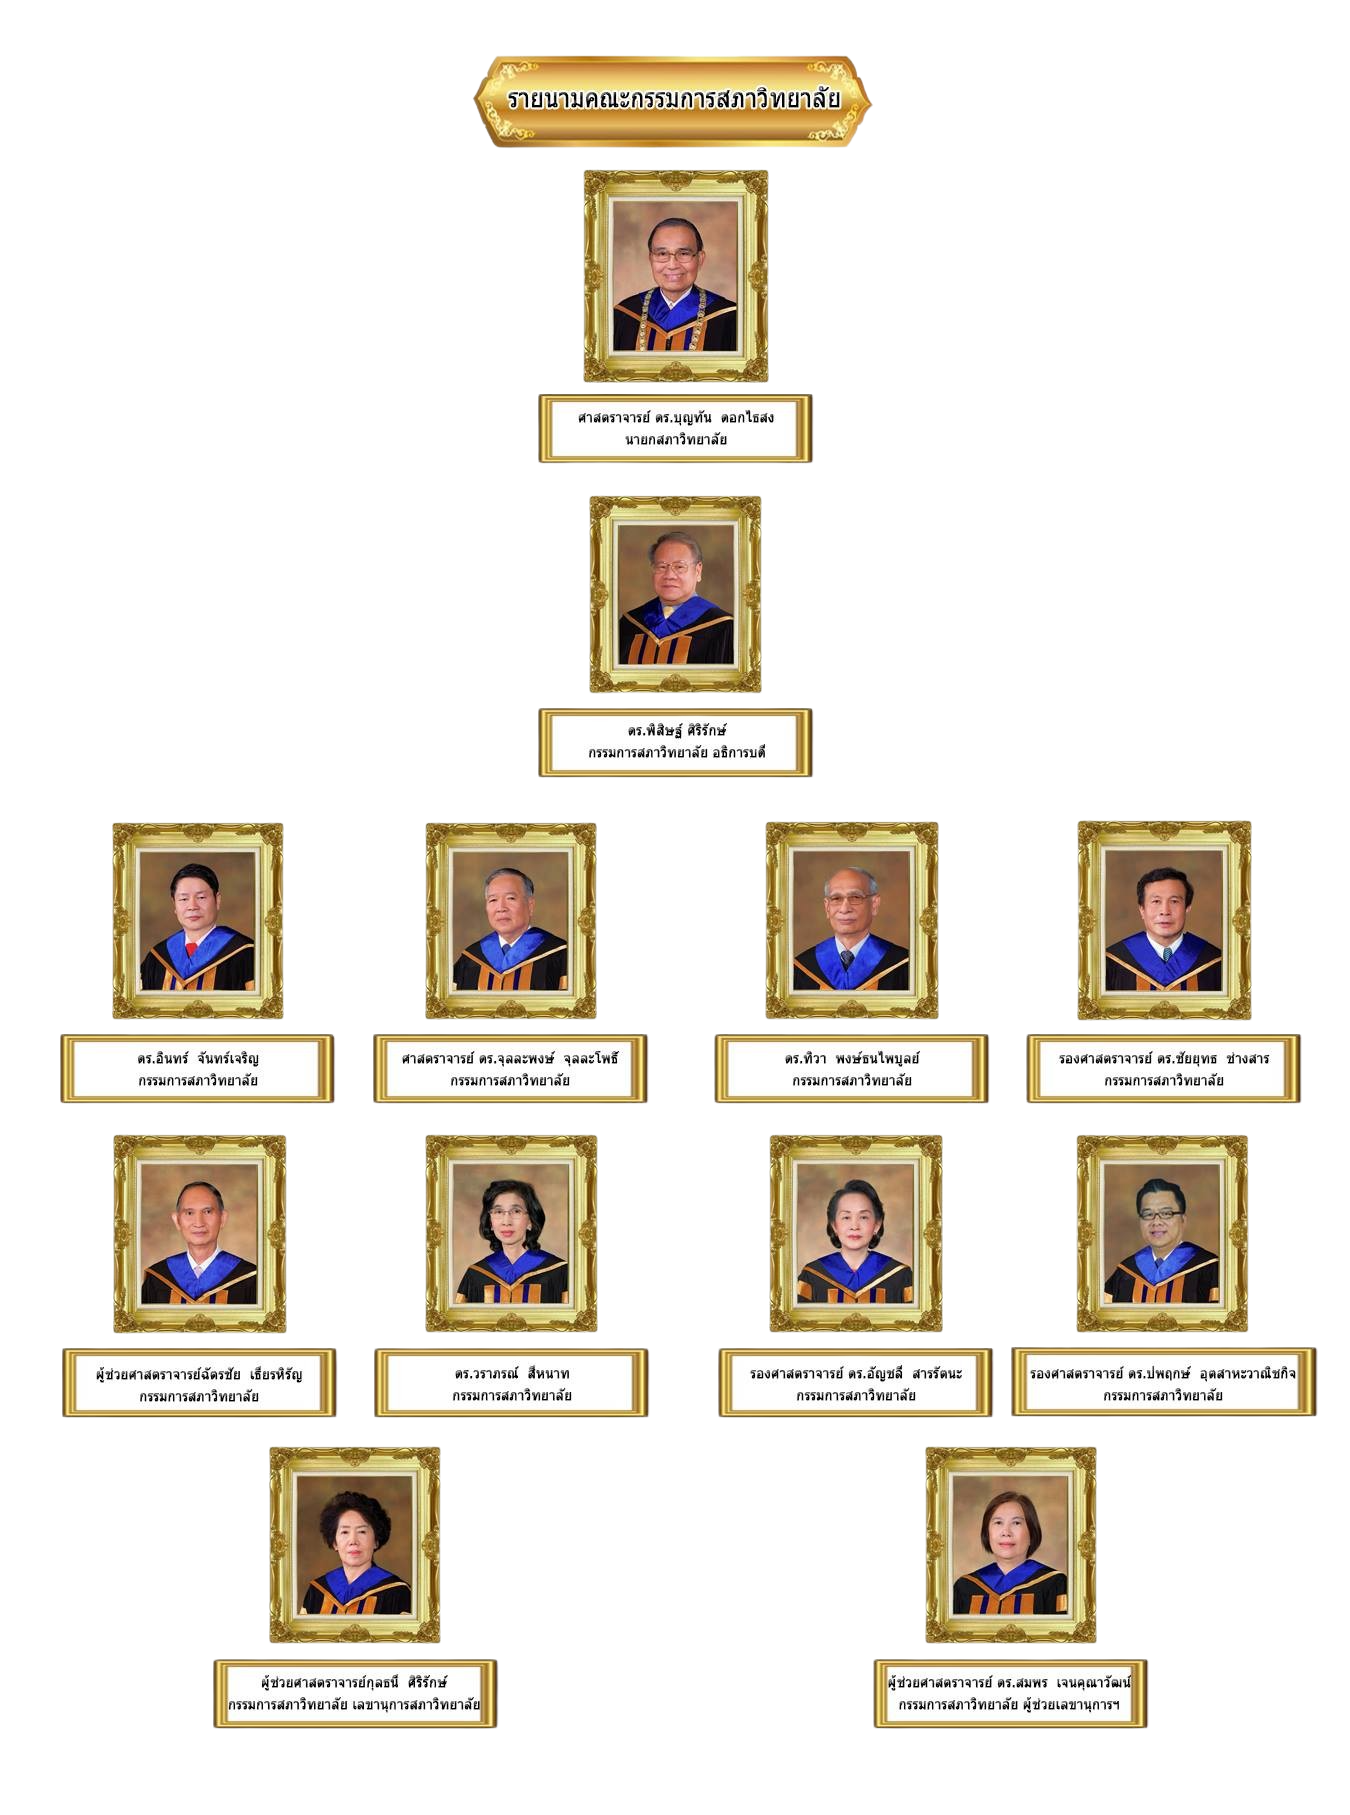 รายนามคณะกรรมการสภาวิทยาลัย
ศาสตราจารย์ ดร.บุญทัน ดอกไธสง
นายกสภาวิทยาลัย
ดร.พิสิษฐ์ ศิริรักษ์
กรรมการสภาวิทยาลัย อธิการบดี
ดร.อินทร์ จันทร์เจริญ
กรรมการสภาวิทยาลัย
ศาสตราจารย์ ดร.จุลละพงษ์ จุลละโพธิ์
กรรมการสภาวิทยาลัย
ดร.ทิวา พงษ์ธนไพบูลย์
กรรมการสภาวิทยาลัย
รองศาสตราจารย์ ดร.ชัยยุทธ ช่างสาร
กรรมการสภาวิทยาลัย
ผู้ช่วยศาสตราจารย์ฉัตรชัย เธียรหิรัญ
กรรมการสภาวิทยาลัย
ดร.วราภรณ์ สีหนาท
กรรมการสภาวิทยาลัย
รองศาสตราจารย์ ดร.อัญชลี สารรัตนะ
กรรมการสภาวิทยาลัย
รองศาสตราจารย์ ดร.ปพฤกษ์ อุตสาหะวาณิชกิจ
กรรมการสภาวิทยาลัย
ผู้ช่วยศาสตราจารย์กุลธนี ศิริรักษ์
กรรมการสภาวิทยาลัย เลขานุการสภาวิทยาลัย
ผู้ช่วยศาสตราจารย์ ดร.สมพร เจนคุณาวัฒน์
กรรมการสภาวิทยาลัย ผู้ช่วยเลขานุการฯ